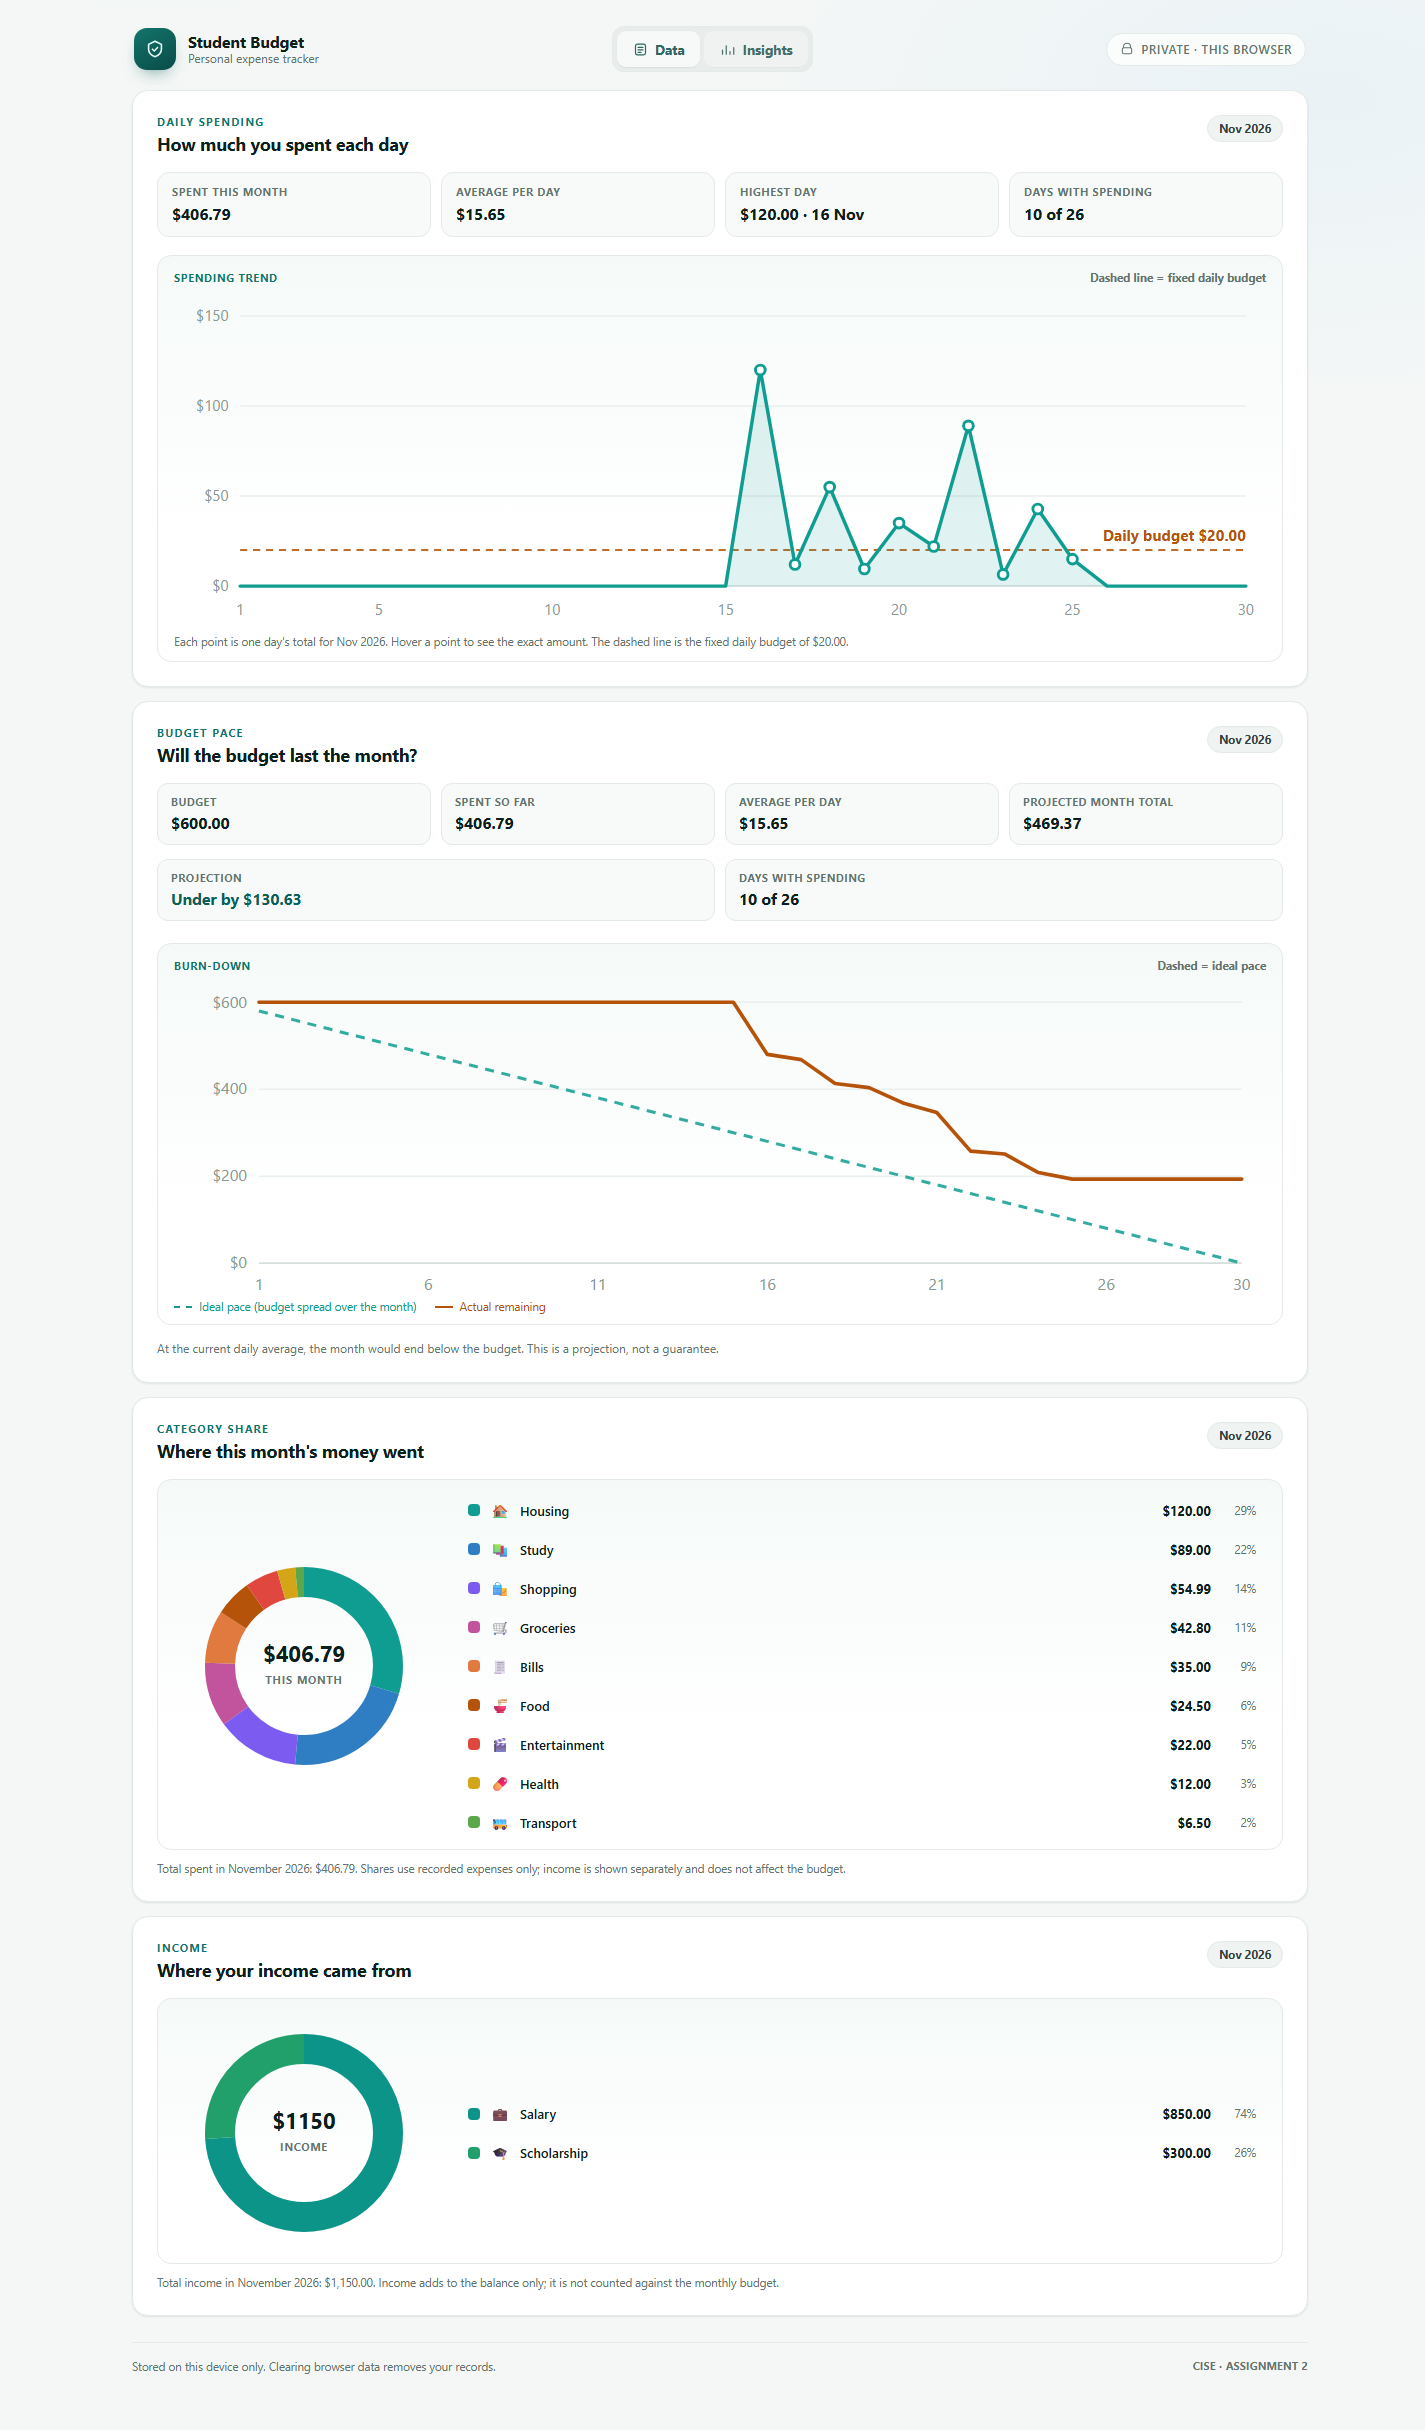 Student Budget
Personal expense tracker
Data
Insights
PRIVATE · THIS BROWSER
DAILY SPENDING
How much you spent each day
Nov 2026
SPENT THIS MONTH
$406.79
AVERAGE PER DAY
$15.65
HIGHEST DAY
$120.00 · 16 Nov
DAYS WITH SPENDING
10 of 26
SPENDING TREND
Dashed line = fixed daily budget
$150
$100
$50
$0
Daily budget $20.00
1 5 10 15 20 25 30
Each point is one day's total for Nov 2026. Hover a point to see the exact amount. The dashed line is the fixed daily budget of $20.00.
BUDGET PACE
Will the budget last the month?
Nov 2026
BUDGET
$600.00
SPENT SO FAR
$406.79
AVERAGE PER DAY
$15.65
PROJECTED MONTH TOTAL
$469.37
PROJECTION
Under by $130.63
DAYS WITH SPENDING
10 of 26
BURN-DOWN
Dashed = ideal pace
$600
$400
$200
$0
1 6 11 16 21 26 30
Ideal pace (budget spread over the month)
Actual remaining
At the current daily average, the month would end below the budget. This is a projection, not a guarantee.
CATEGORY SHARE
Where this month's money went
Nov 2026
$406.79
THIS MONTH
Housing $120.00 29%
Study $89.00 22%
Shopping $54.99 14%
Groceries $42.80 11%
Bills $35.00 9%
Food $24.50 6%
Entertainment $22.00 5%
Health $12.00 3%
Transport $6.50 2%
Total spent in November 2026: $406.79. Shares use recorded expenses only; income is shown separately and does not affect the budget.
INCOME
Where your income came from
Nov 2026
$1150
INCOME
Salary $850.00 74%
Scholarship $300.00 26%
Total income in November 2026: $1,150.00. Income adds to the balance only; it is not counted against the monthly budget.
Stored on this device only. Clearing browser data removes your records.
CISE · ASSIGNMENT 2